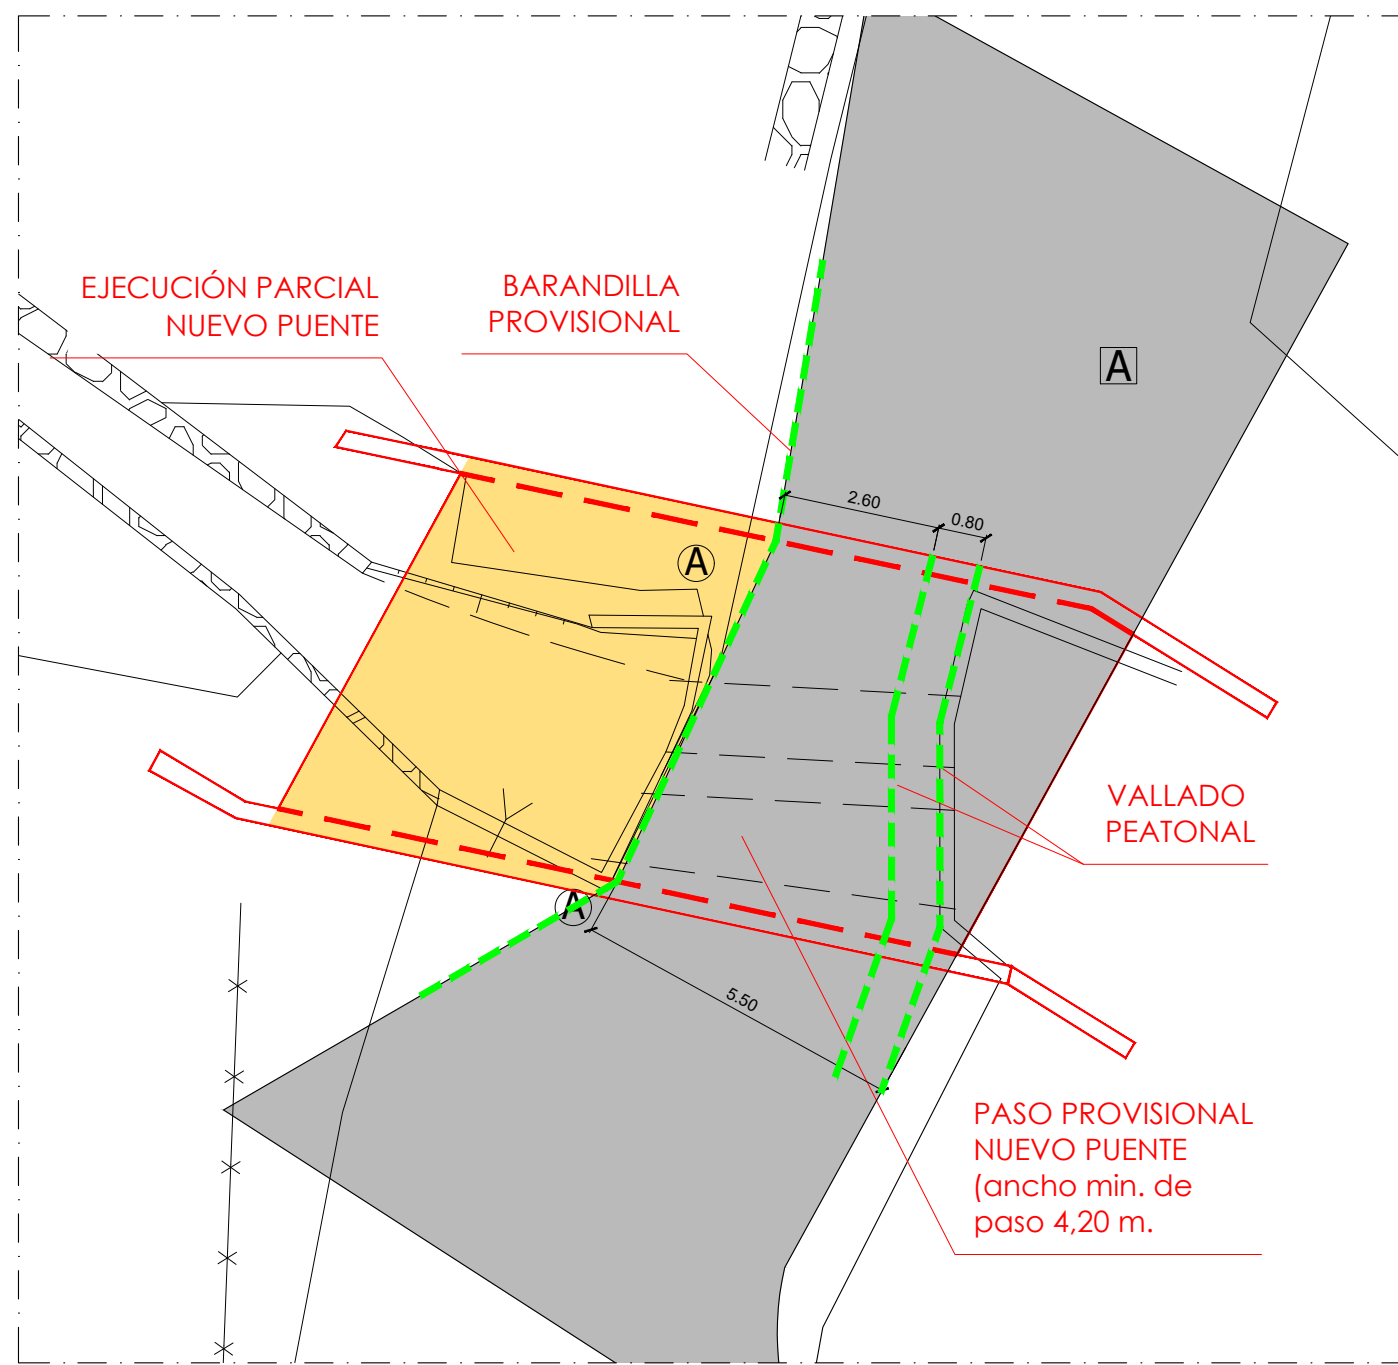 EJECUCIÓN PARCIAL
NUEVO PUENTE
BARANDILLA
PROVISIONAL
A
2.60
0.80
A
VALLADO
PEATONAL
A
5.50
PASO PROVISIONAL
NUEVO PUENTE
(ancho min. de
paso 4,20 m.